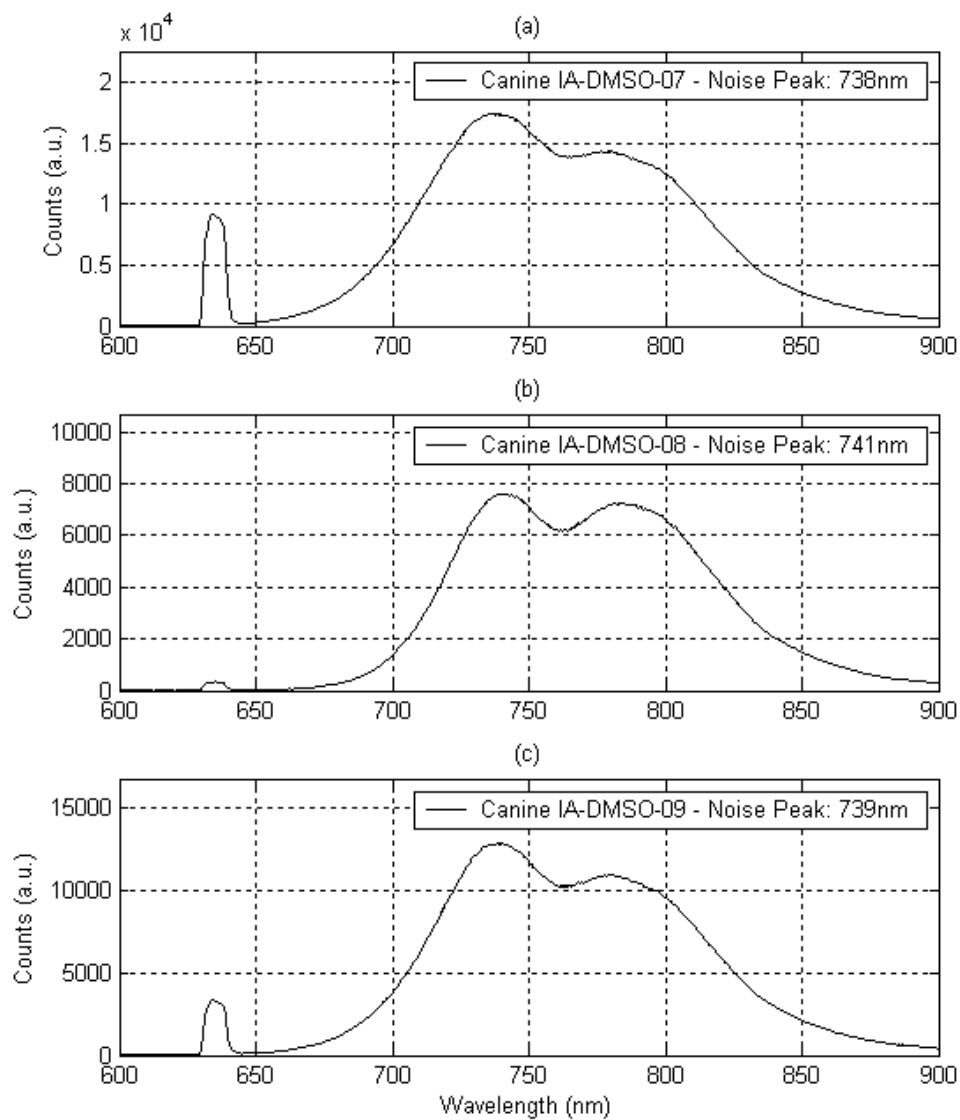 (a)
x 10^4
Canine IA-DMSO-07 - Noise Peak: 738nm
Counts (a.u.)
2
1.5
1
0.5
0
600 650 700 750 800 850 900
(b)
Canine IA-DMSO-08 - Noise Peak: 741nm
Counts (a.u.)
10000
8000
6000
4000
2000
0
600 650 700 750 800 850 900
(c)
Canine IA-DMSO-09 - Noise Peak: 739nm
Counts (a.u.)
15000
10000
5000
0
600 650 700 750 800 850 900
Wavelength (nm)